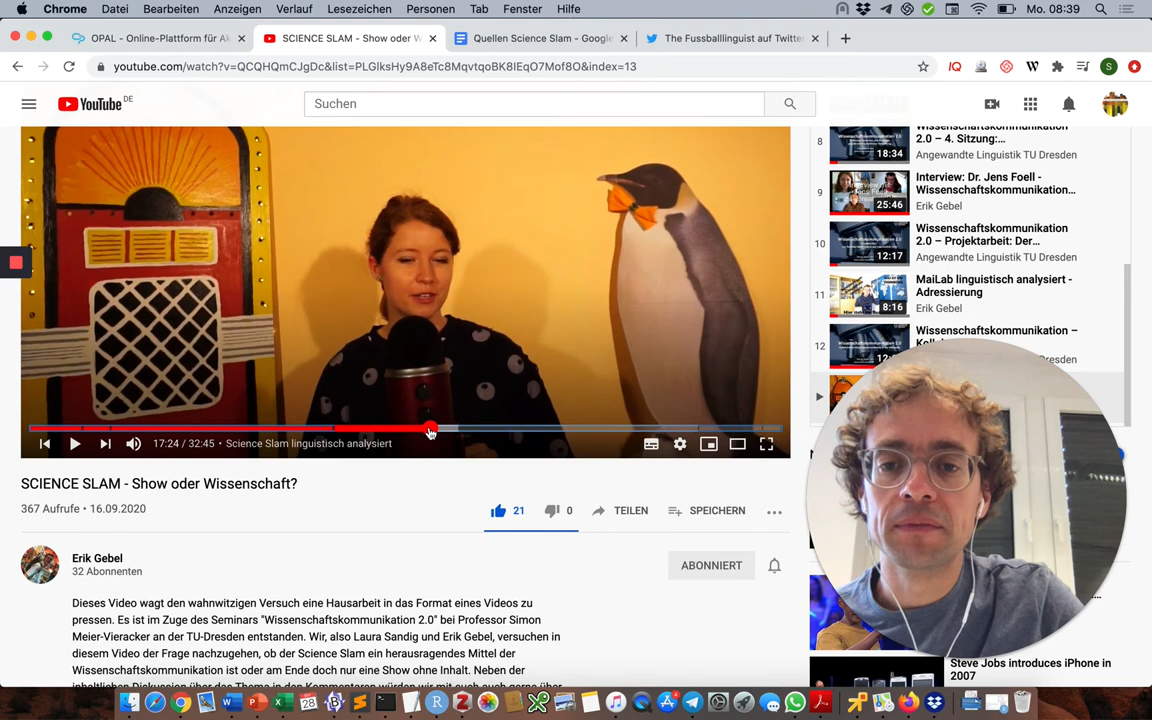 Chrome Datei Bearbeiten Anzeigen Verlauf Lesezeichen Personen Tab Fenster Hilfe
Mo. 08:39
OPAL - Online-Plattform für Ak
SCIENCE SLAM - Show oder W
Quellen Science Slam - Google
The Fussballlinguist auf Twitte
youtube.com/watch?v=QCQHQmCJgDc&list=PLGlksHy9A8eTc8MqvtqoBK8IEqO7Mof8O&index=13
YouTube DE
Suchen
17:24 / 32:45 • Science Slam linguistisch analysiert
SCIENCE SLAM - Show oder Wissenschaft?
367 Aufrufe • 16.09.2020
21
0
TEILEN
SPEICHERN
Erik Gebel
32 Abonnenten
ABONNIERT
Dieses Video wagt den wahnwitzigen Versuch eine Hausarbeit in das Format eines Videos zu
pressen. Es ist im Zuge des Seminars "Wissenschaftskommunikation 2.0" bei Professor Simon
Meier-Vieracker an der TU-Dresden entstanden. Wir, also Laura Sandig und Erik Gebel, versuchen in
diesem Video der Frage nachzugehen, ob der Science Slam ein herausragendes Mittel der
Wissenschaftskommunikation ist oder am Ende doch nur eine Show ohne Inhalt. Neben der
8
18:34
Wissenschaftskommunikation
2.0 – 4. Sitzung:...
Angewandte Linguistik TU Dresden
9
25:46
Interview: Dr. Jens Foell -
Wissenschaftskommunikation...
Erik Gebel
10
12:17
Wissenschaftskommunikation
2.0 – Projektarbeit: Der...
Angewandte Linguistik TU Dresden
11
8:16
MaiLab linguistisch analysiert -
Adressierung
Erik Gebel
12
Wissenschaftskommunikation –
Steve Jobs introduces iPhone in
2007